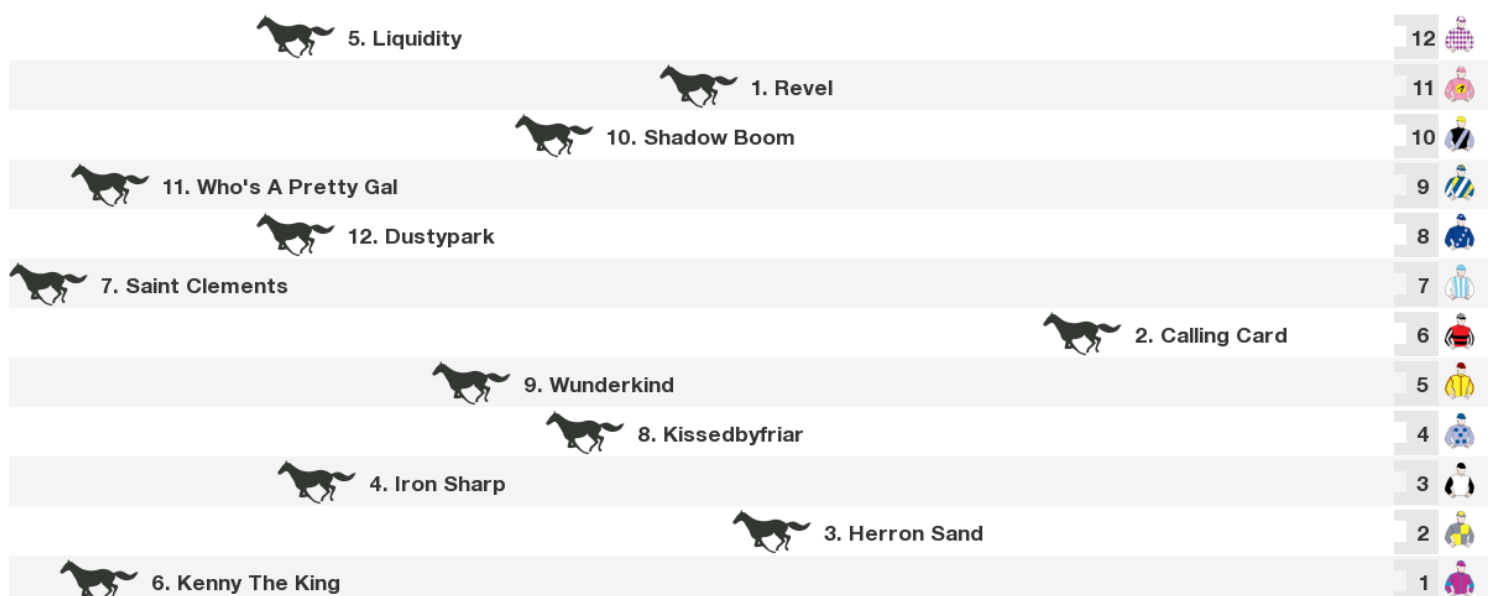 5. Liquidity 12
1. Revel 11
10. Shadow Boom 10
11. Who's A Pretty Gal 9
12. Dustypark 8
7. Saint Clements 7
2. Calling Card 6
9. Wunderkind 5
8. Kissedbyfriar 4
4. Iron Sharp 3
3. Herron Sand 2
6. Kenny The King 1